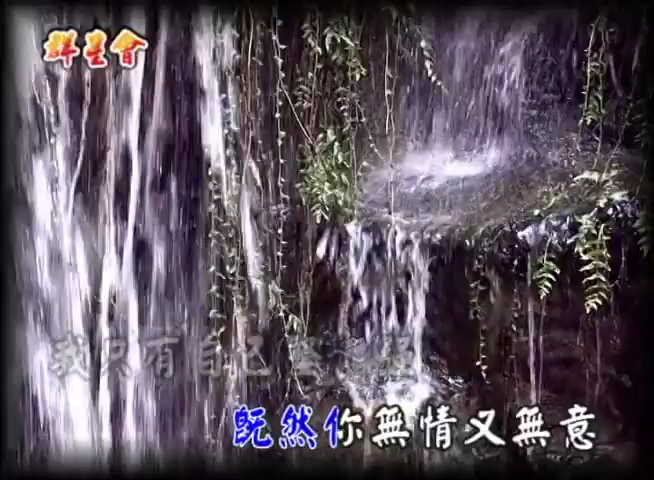 群星會
我只有自己
既然你無情又無意